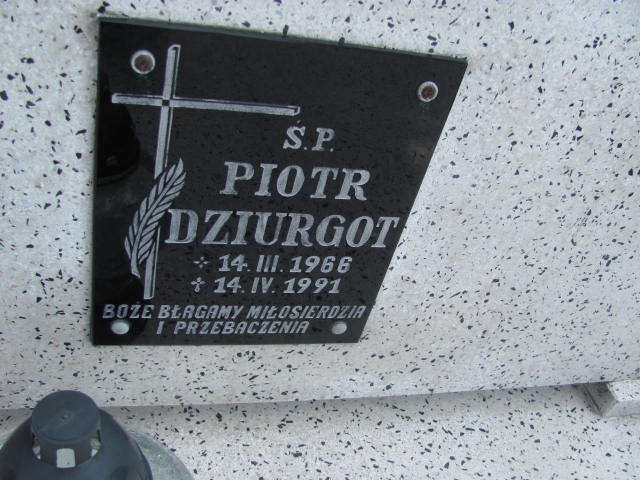 Ś.P.
PIOTR
DZIURGOT
+ 14. III. 1966
+ 14. IV. 1991
BOŻE BŁAGAMY MIŁOSIERDZIA
I PRZEBACZENIA